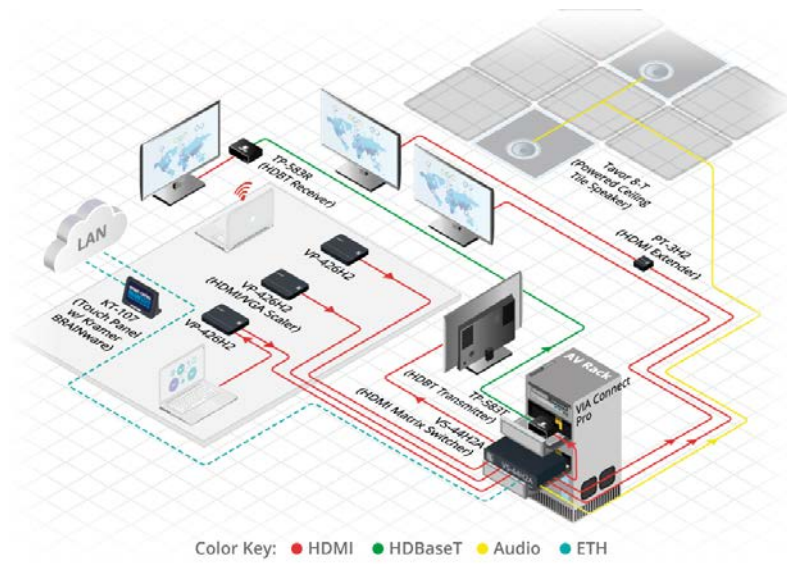 TP-583R
(HDBT Receiver)
Tavor 8-T
(Powered Ceiling
Tile Speaker)
LAN
VP-426H2
PT-3H2
(HDMI Extender)
VP-426H2
(HDMI/VGA Scaler)
KT-107
(Touch Panel
w/ Kramer
BRAINware)
VP-426H2
AV Rack
TP-583T
(HDBT Transmitter)
VIA Connect
Pro
VS-44H2A
(HDMI Matrix Switcher)
VS-44H2A
Color Key: HDMI HDBaseT Audio ETH